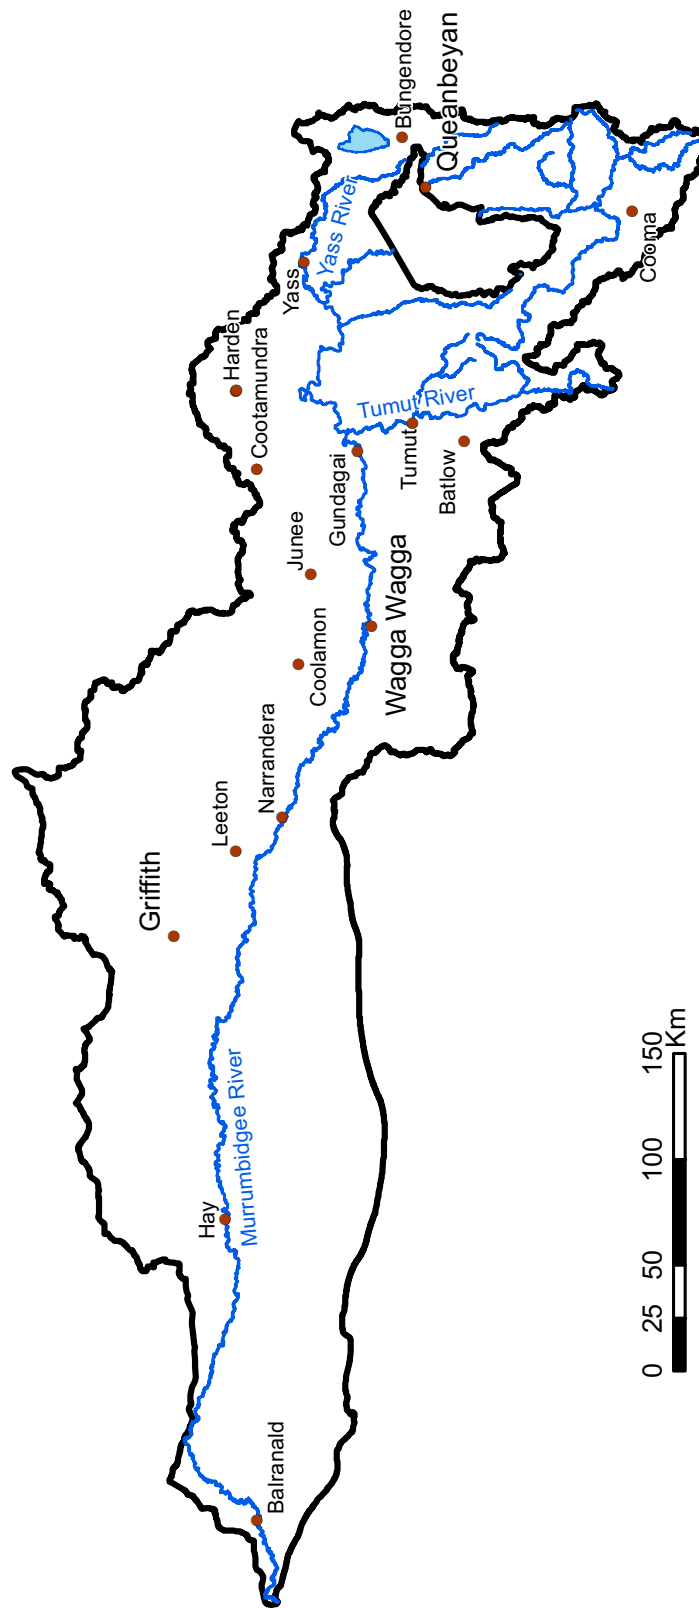 Griffith
Harden
Cootamundra
Leeton
Hay
Narrandera
Junee
Yass
Yass River
Bungendore
Queanbeyan
Coolamon
Gundagai
Tumut River
Tumut
Batlow
Wagga Wagga
Murrumbidgee River
Balranald
Cooma
0 25 50 100 150
Km